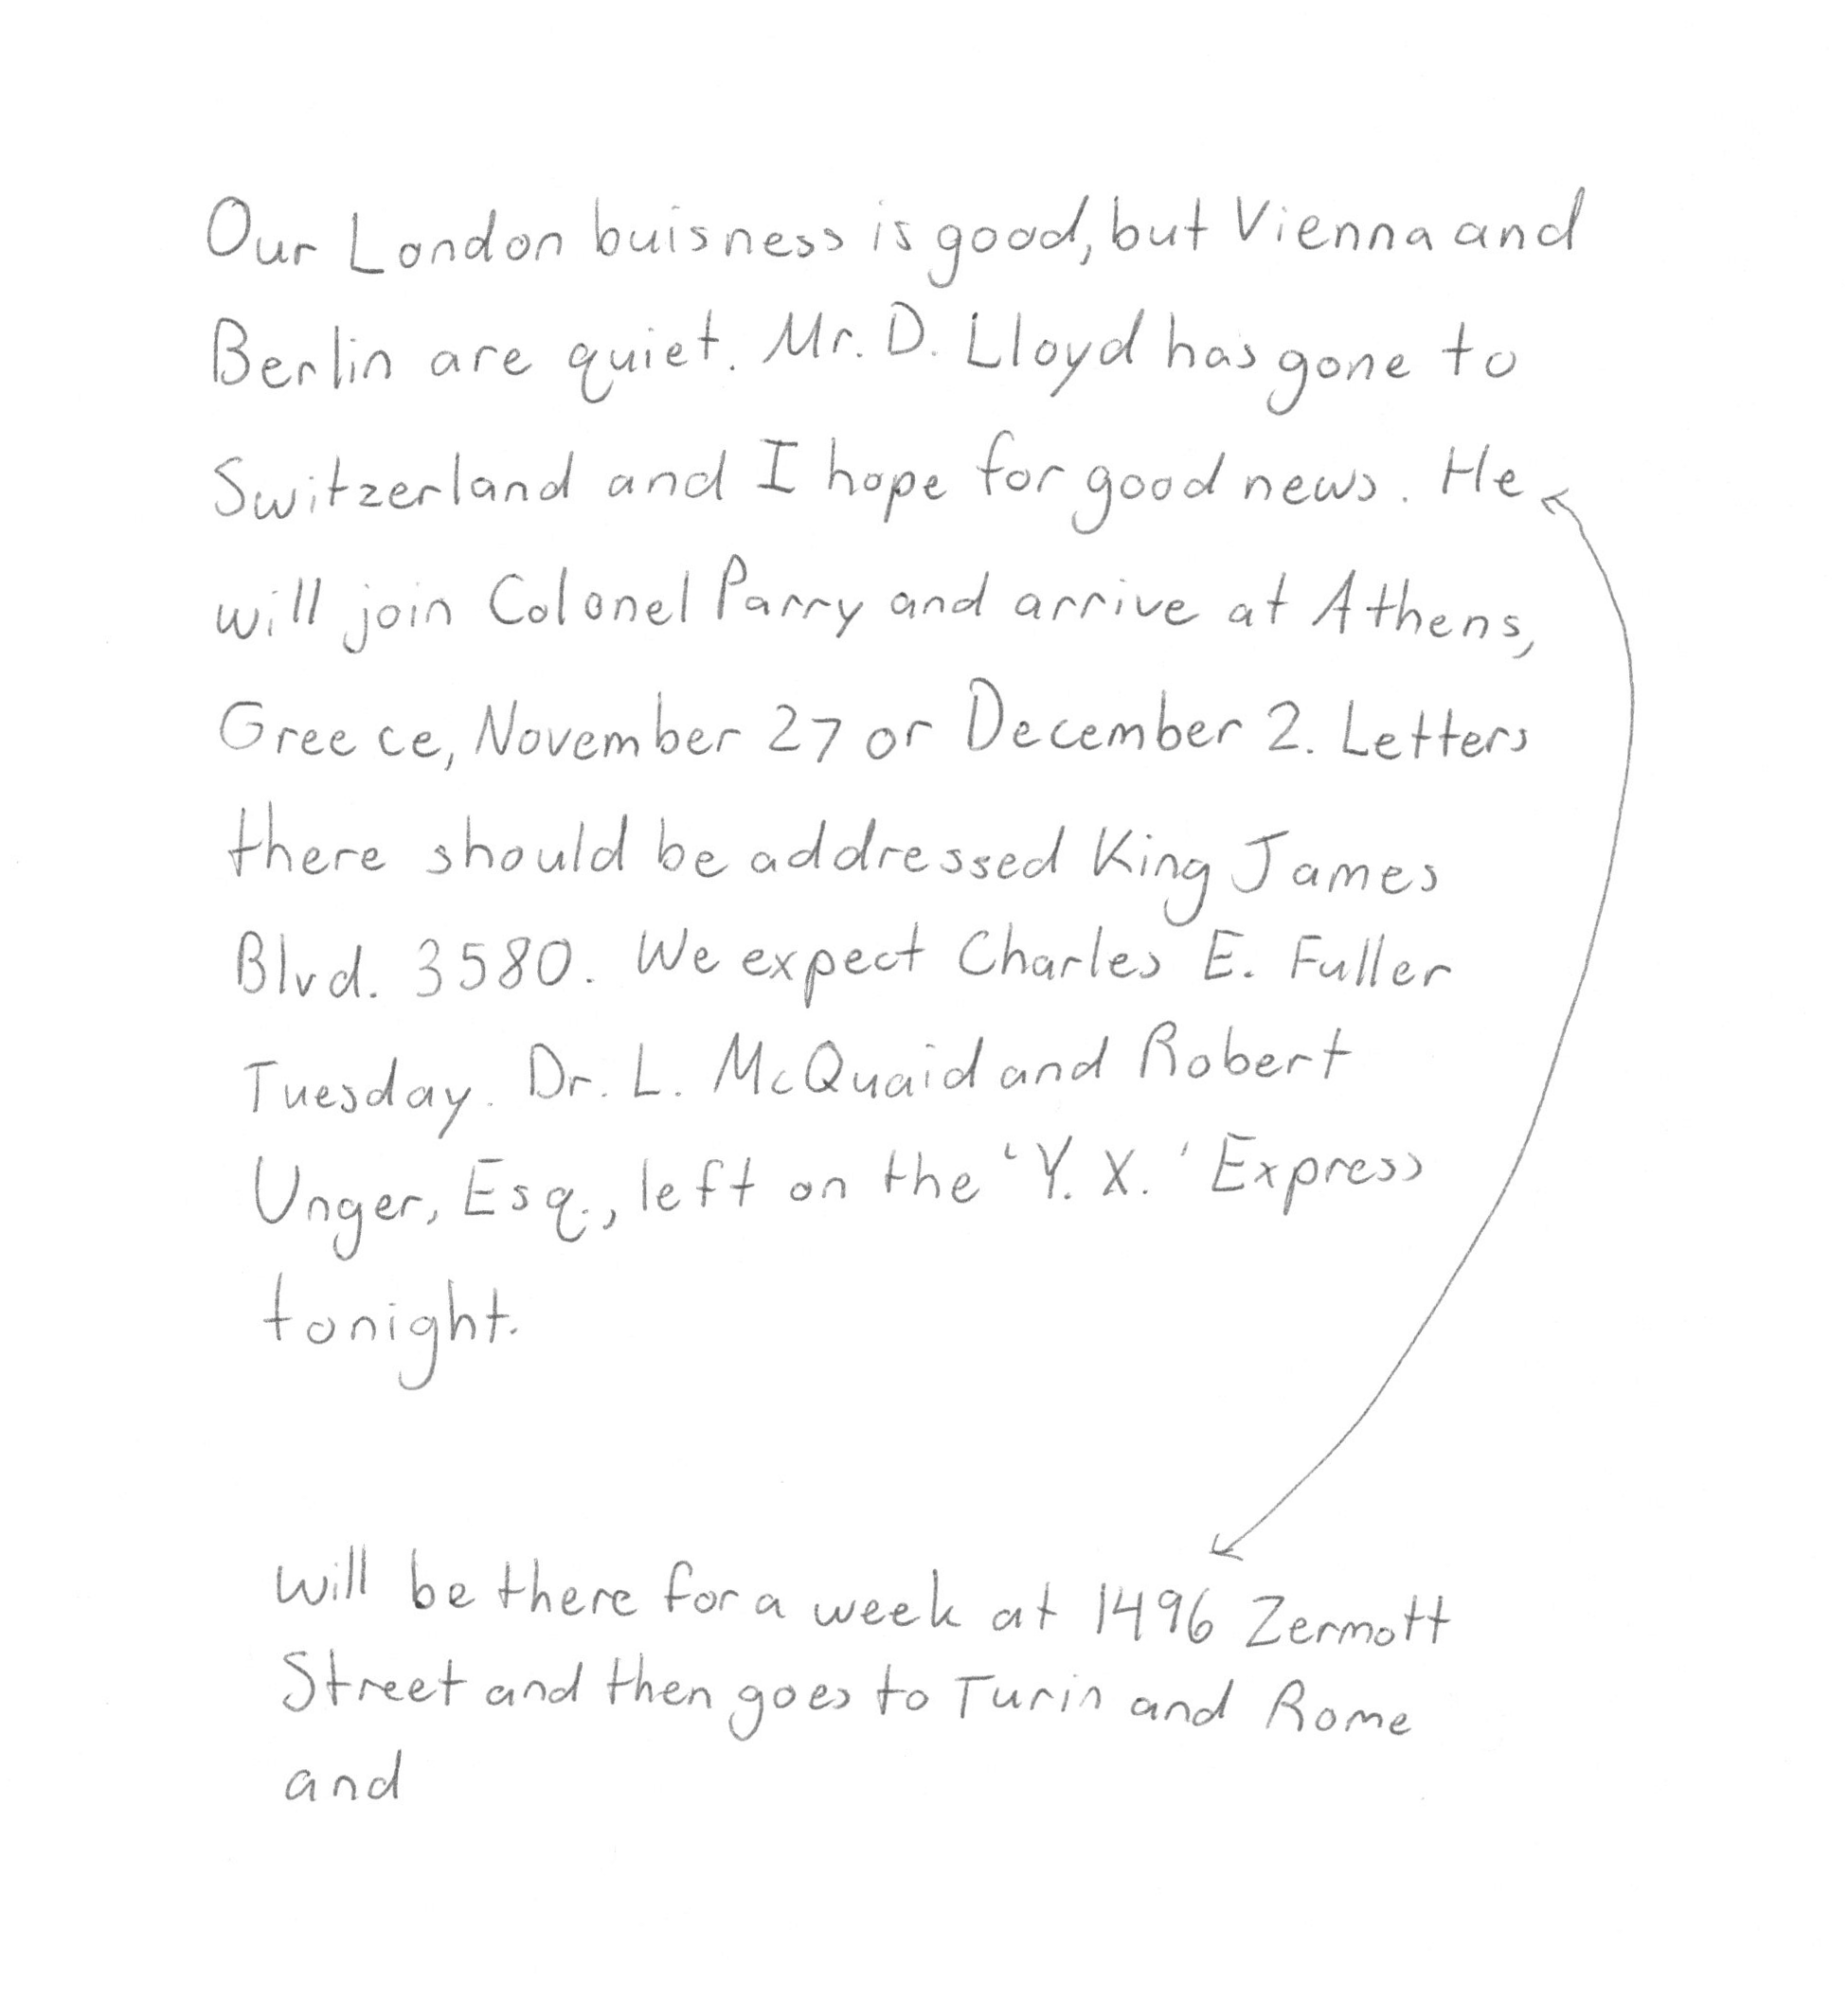 Our London buisness is good, but Vienna and
Berlin are quiet. Mr. D. Lloyd has gone to
Switzerland and I hope for good news. He
will join Colonel Parry and arrive at Athens,
Greece, November 27 or December 2. Letters
there should be addressed King James
Blvd. 3580. We expect Charles E. Fuller
Tuesday. Dr. L. McQuaid and Robert
Unger, Esq., left on the 'Y. X.' Express
tonight.
will be there for a week at 1496 Zermott
Street and then goes to Turin and Rome
and